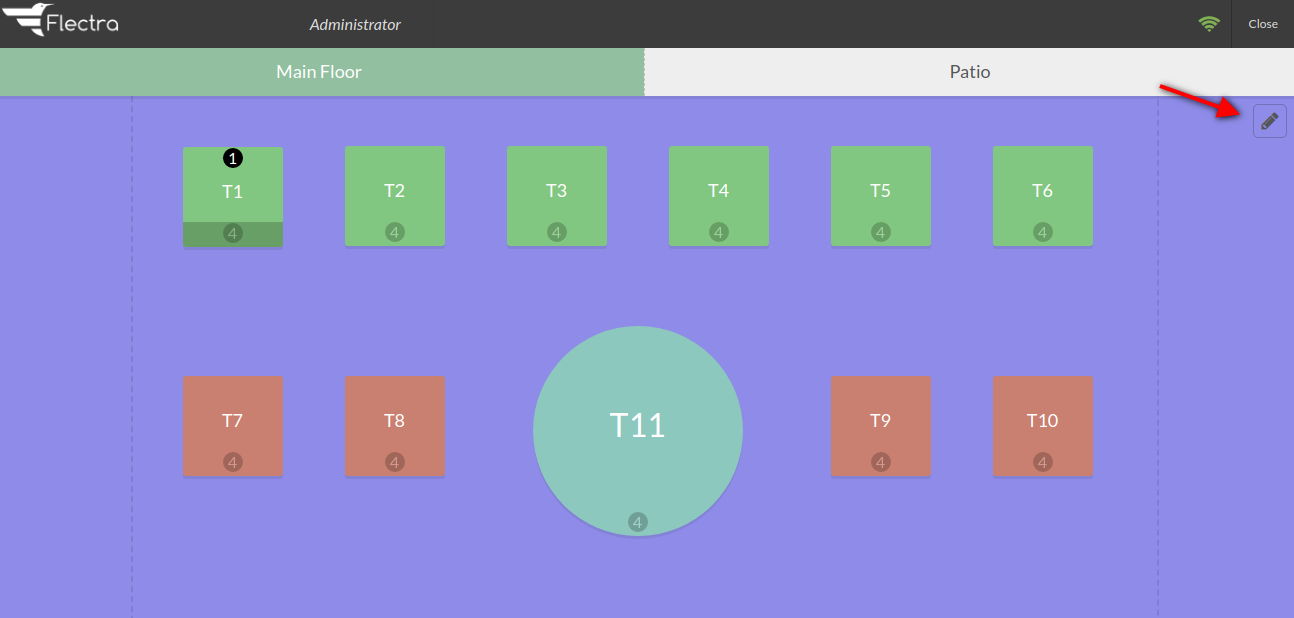 Flectra
Administrator
Close
Main Floor
Patio
1
T1
4
T2
4
T3
4
T4
4
T5
4
T6
4
T7
4
T8
4
T11
4
T9
4
T10
4